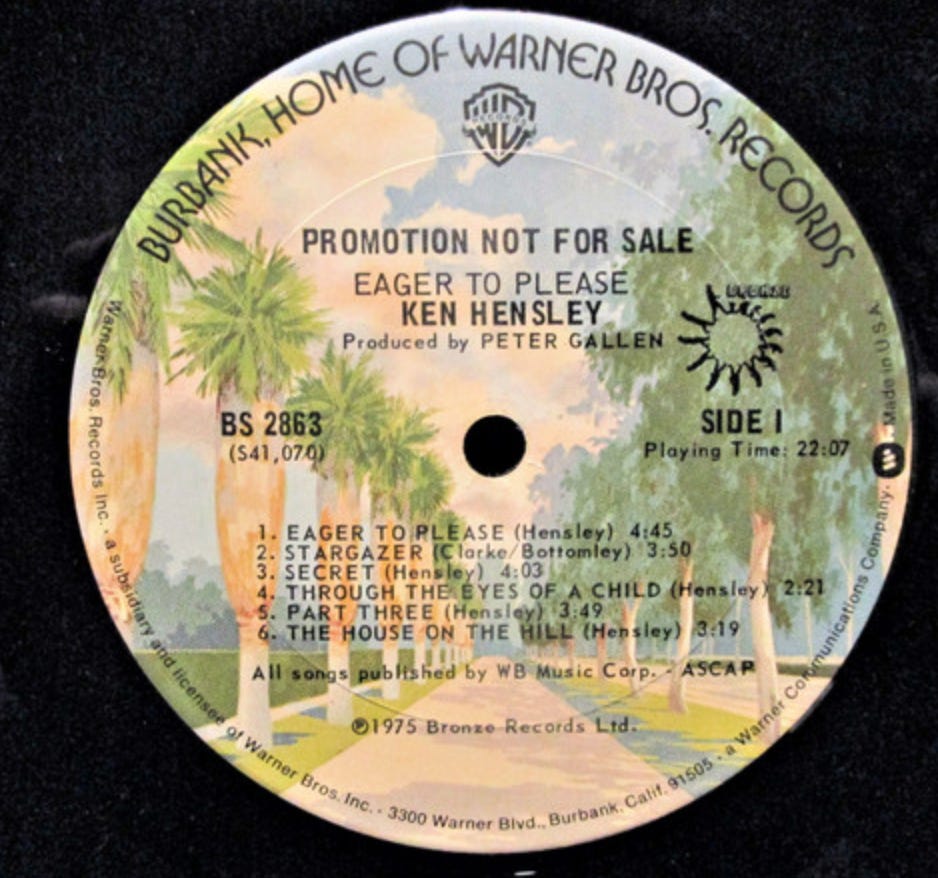 BURBANK, HOME OF WARNER BROS. RECORDS
WB
RECORDS
PROMOTION NOT FOR SALE
EAGER TO PLEASE
KEN HENSLEY
Produced by PETER GALLEN
BRONZE
BS 2863
(S41,070)
SIDE 1
Playing Time: 22:07
1. EAGER TO PLEASE (Hensley) 4:45
2. STARGAZER (Clarke/Bottomley) 3:50
3. SECRET (Hensley) 4:03
4. THROUGH THE EYES OF A CHILD (Hensley) 2:21
5. PART THREE (Hensley) 3:49
6. THE HOUSE ON THE HILL (Hensley) 3:19
All songs published by WB Music Corp. - ASCAP
℗1975 Bronze Records Ltd.
Warner Bros. Records Inc. · a subsidiary and licensee of Warner Bros. Inc. · 3300 Warner Blvd., Burbank, Calif. 91505 · a Warner Communications Company. Made in U.S.A.